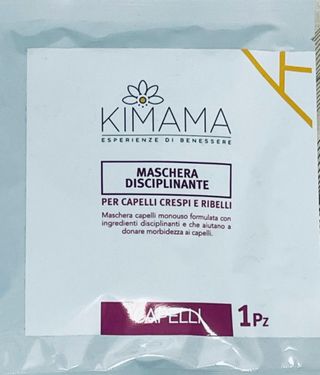 KIMAMA
ESPERIENZE DI BENESSERE
MASCHERA
DISCIPLINANTE
PER CAPELLI CRESPI E RIBELLI
Maschera capelli monouso formulata con
ingredienti disciplinanti e che aiutano a
donare morbidezza ai capelli.
CAPELLI
1Pz